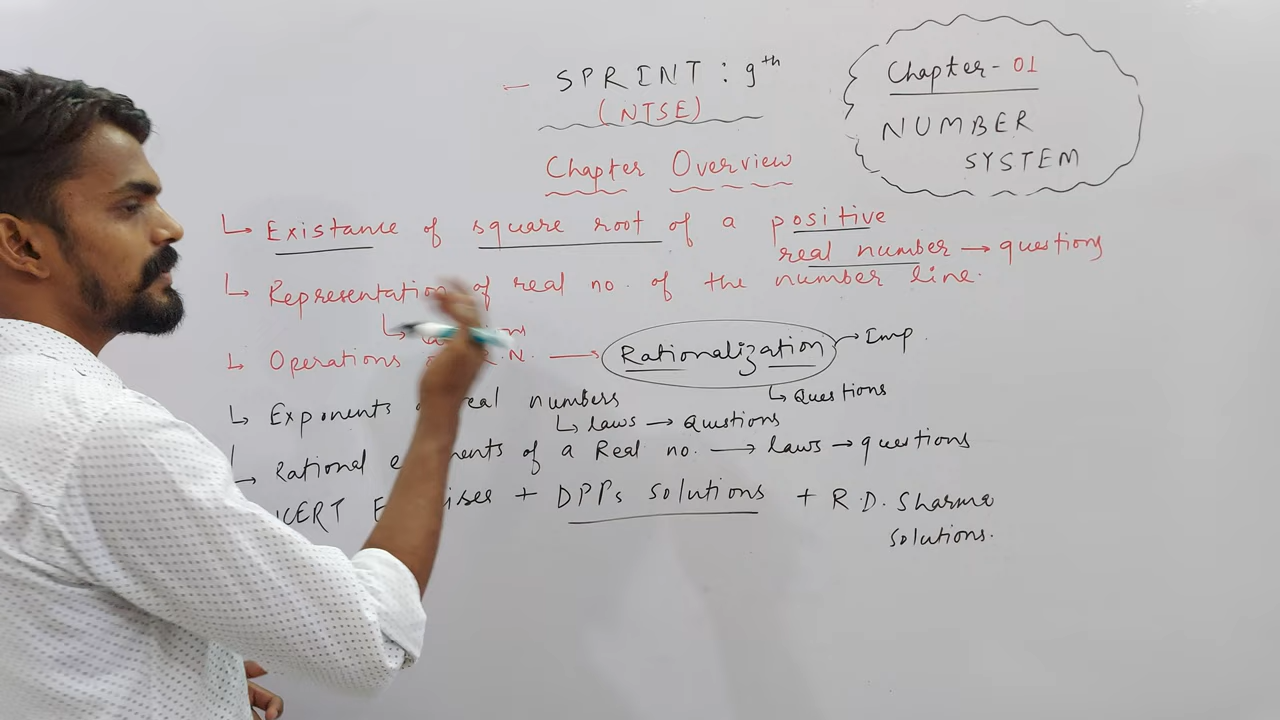 SPRINT : 9th
(NTSE)
Chapter - 01
NUMBER
SYSTEM
Chapter Overview
Existance of square root of a positive
real number → questions
Representation of real no. of the number line.
Operations R.N. → Rationalization → Imp.
Questions
Exponents real numbers
laws → Questions
Rational of a Real no. → laws → questions
+ DPPs solutions + R.D. Sharma
solutions.